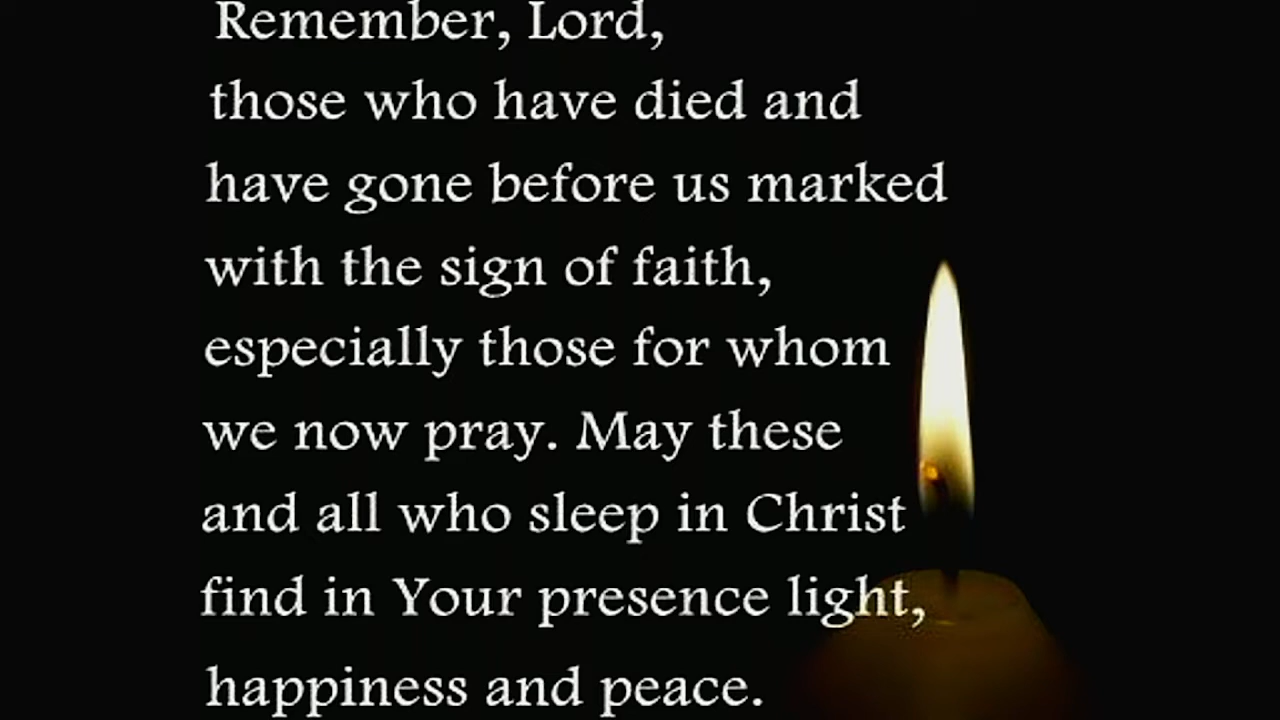 Remember, Lord,
those who have died and
have gone before us marked
with the sign of faith,
especially those for whom
we now pray. May these
and all who sleep in Christ
find in Your presence light,
happiness and peace.